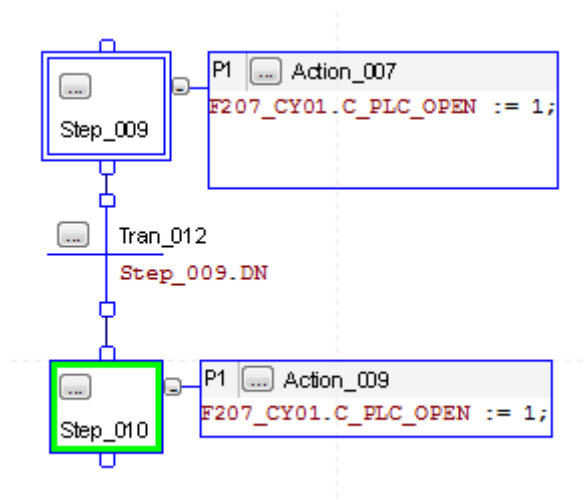 P1 ... Action_007
...
F207_CY01.C_PLC_OPEN := 1;
Step_009
... Tran_012
Step_009.DN
P1 ... Action_009
...
F207_CY01.C_PLC_OPEN := 1;
Step_010